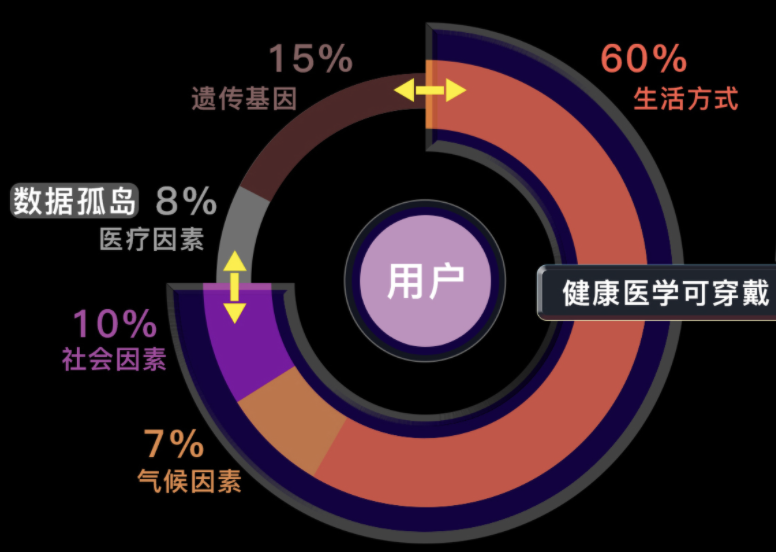 15%
遗传基因
60%
生活方式
数据孤岛
8%
医疗因素
用户
健康医学可穿戴
10%
社会因素
7%
气候因素